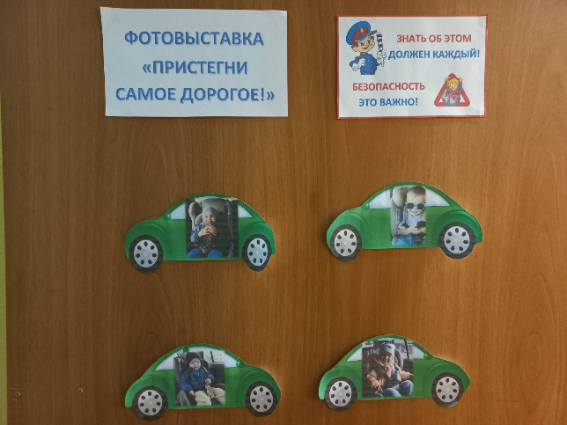 ФОТОВЫСТАВКА
«ПРИСТЕГНИ
САМОЕ ДОРОГОЕ!»
ЗНАТЬ ОБ ЭТОМ
ДОЛЖЕН КАЖДЫЙ!
БЕЗОПАСНОСТЬ
ЭТО ВАЖНО!